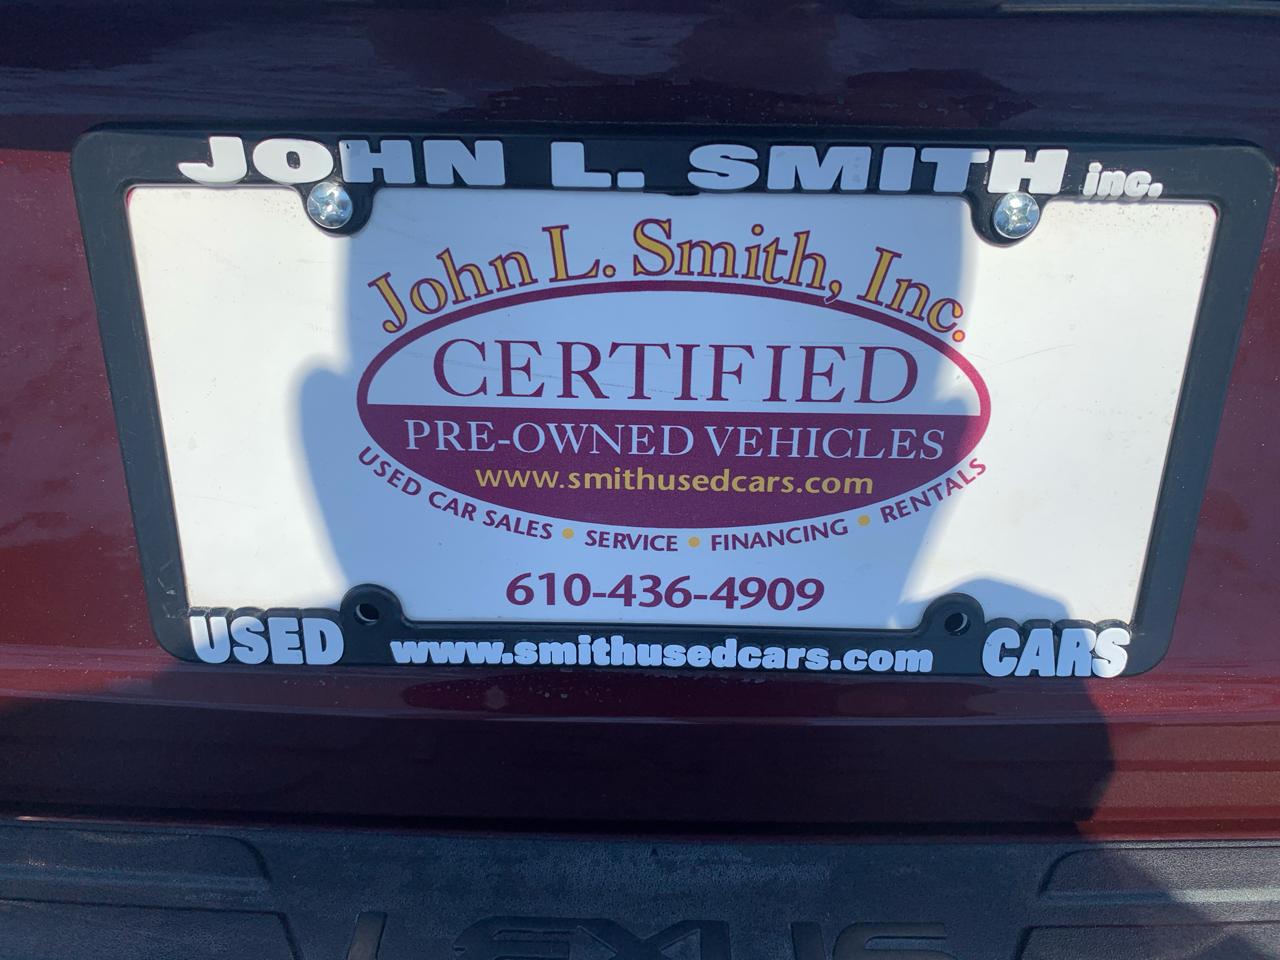 JOHN L. SMITH inc.
John L. Smith, Inc.
CERTIFIED
PRE-OWNED VEHICLES
www.smithusedcars.com
USED CAR SALES • SERVICE • FINANCING • RENTALS
610-436-4909
USED www.smithusedcars.com CARS
LEXUS